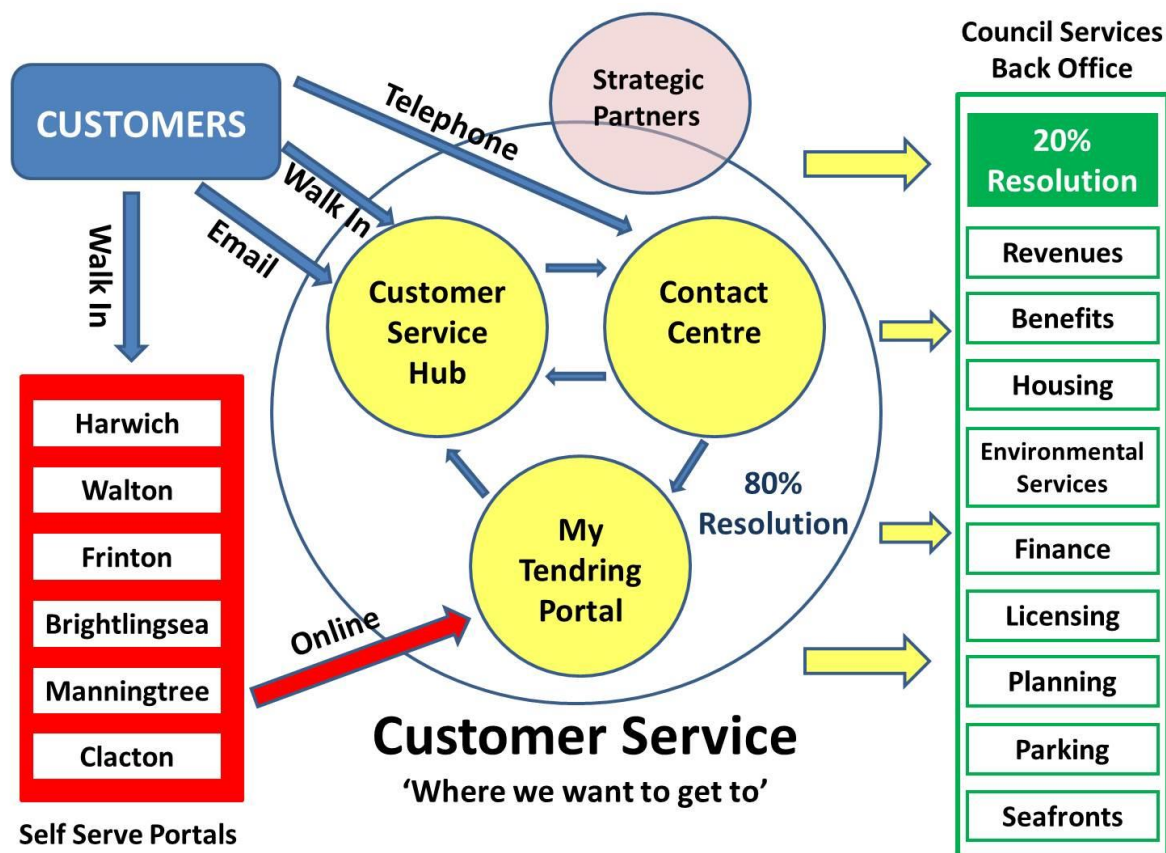 CUSTOMERS
Telephone
Walk In
Email
Walk In
Strategic
Partners
Customer
Service
Hub
Contact
Centre
My
Tendring
Portal
80%
Resolution
Online
Harwich
Walton
Frinton
Brightlingsea
Manningtree
Clacton
Self Serve Portals
Customer Service
‘Where we want to get to’
Council Services
Back Office
20%
Resolution
Revenues
Benefits
Housing
Environmental
Services
Finance
Licensing
Planning
Parking
Seafronts